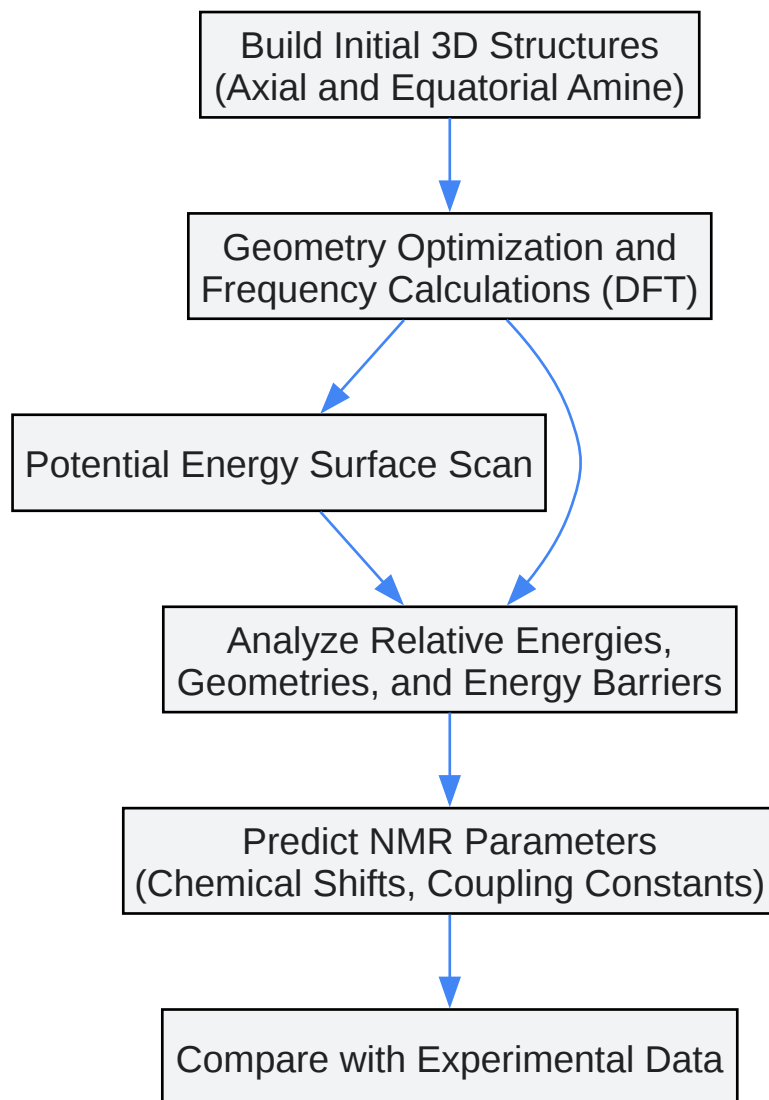 Build Initial 3D Structures
(Axial and Equatorial Amine)
Geometry Optimization and
Frequency Calculations (DFT)
Potential Energy Surface Scan
Analyze Relative Energies,
Geometries, and Energy Barriers
Predict NMR Parameters
(Chemical Shifts, Coupling Constants)
Compare with Experimental Data